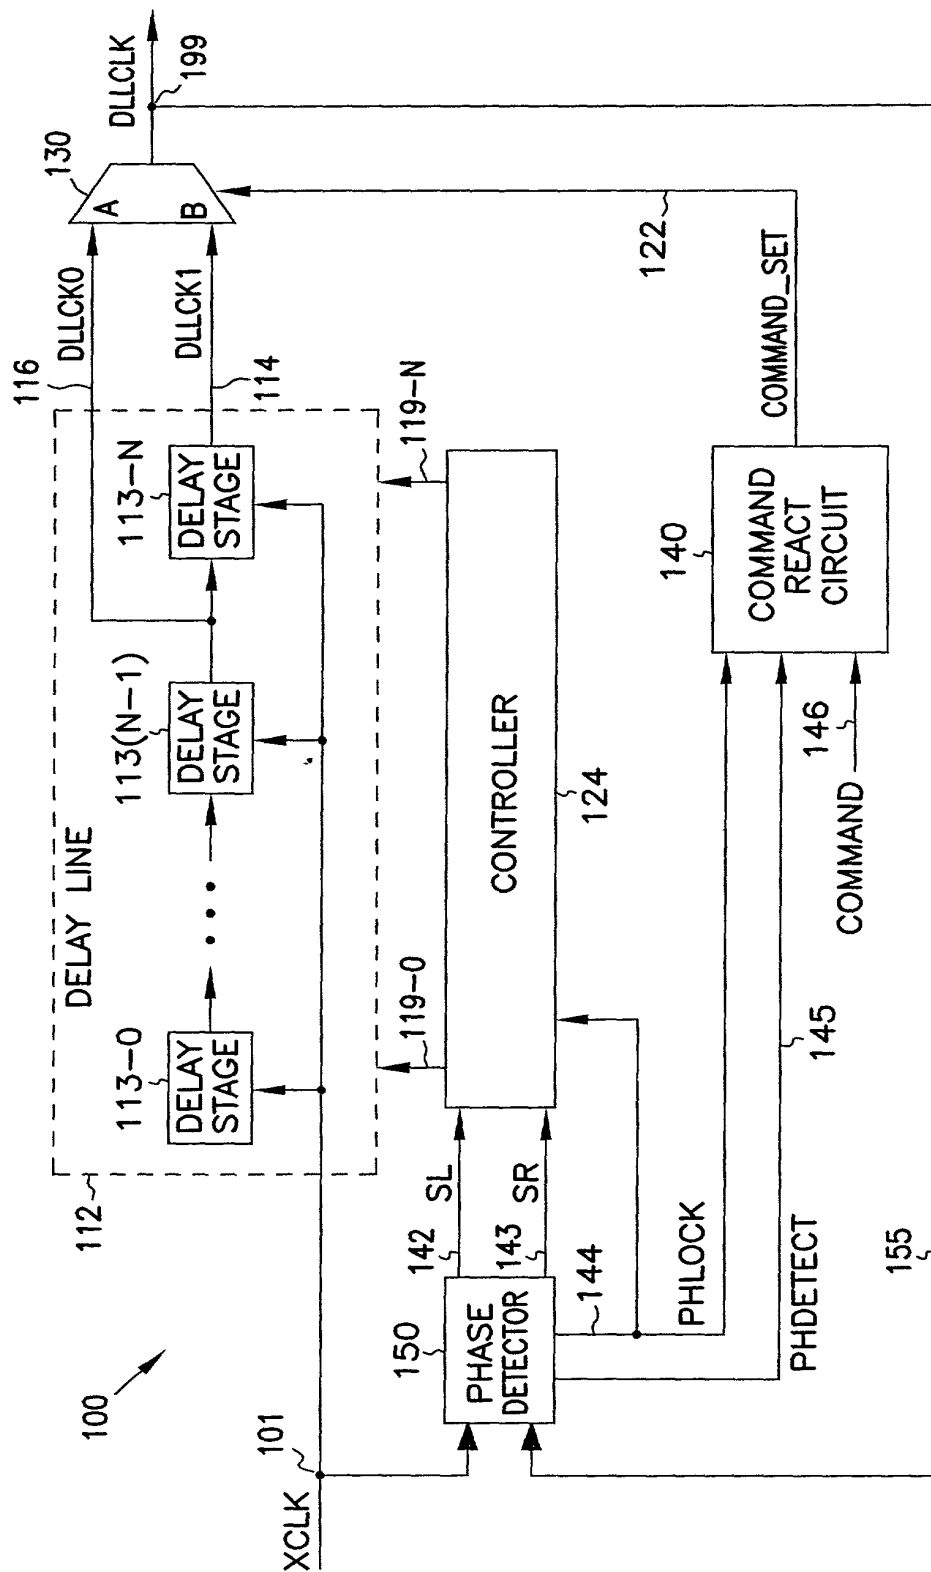 100
XCLK
101
112
DELAY LINE
113-0
DELAY
STAGE
113(N-1)
DELAY
STAGE
113-N
DELAY
STAGE
116
DLLCK0
DLLCK1
114
130
A
B
DLLCLK
199
119-0
119-N
150
PHASE
DETECTOR
142
SL
143
SR
144
CONTROLLER
124
PHLOCK
PHDETECT
145
COMMAND
146
140
COMMAND
REACT
CIRCUIT
COMMAND_SET
122
155